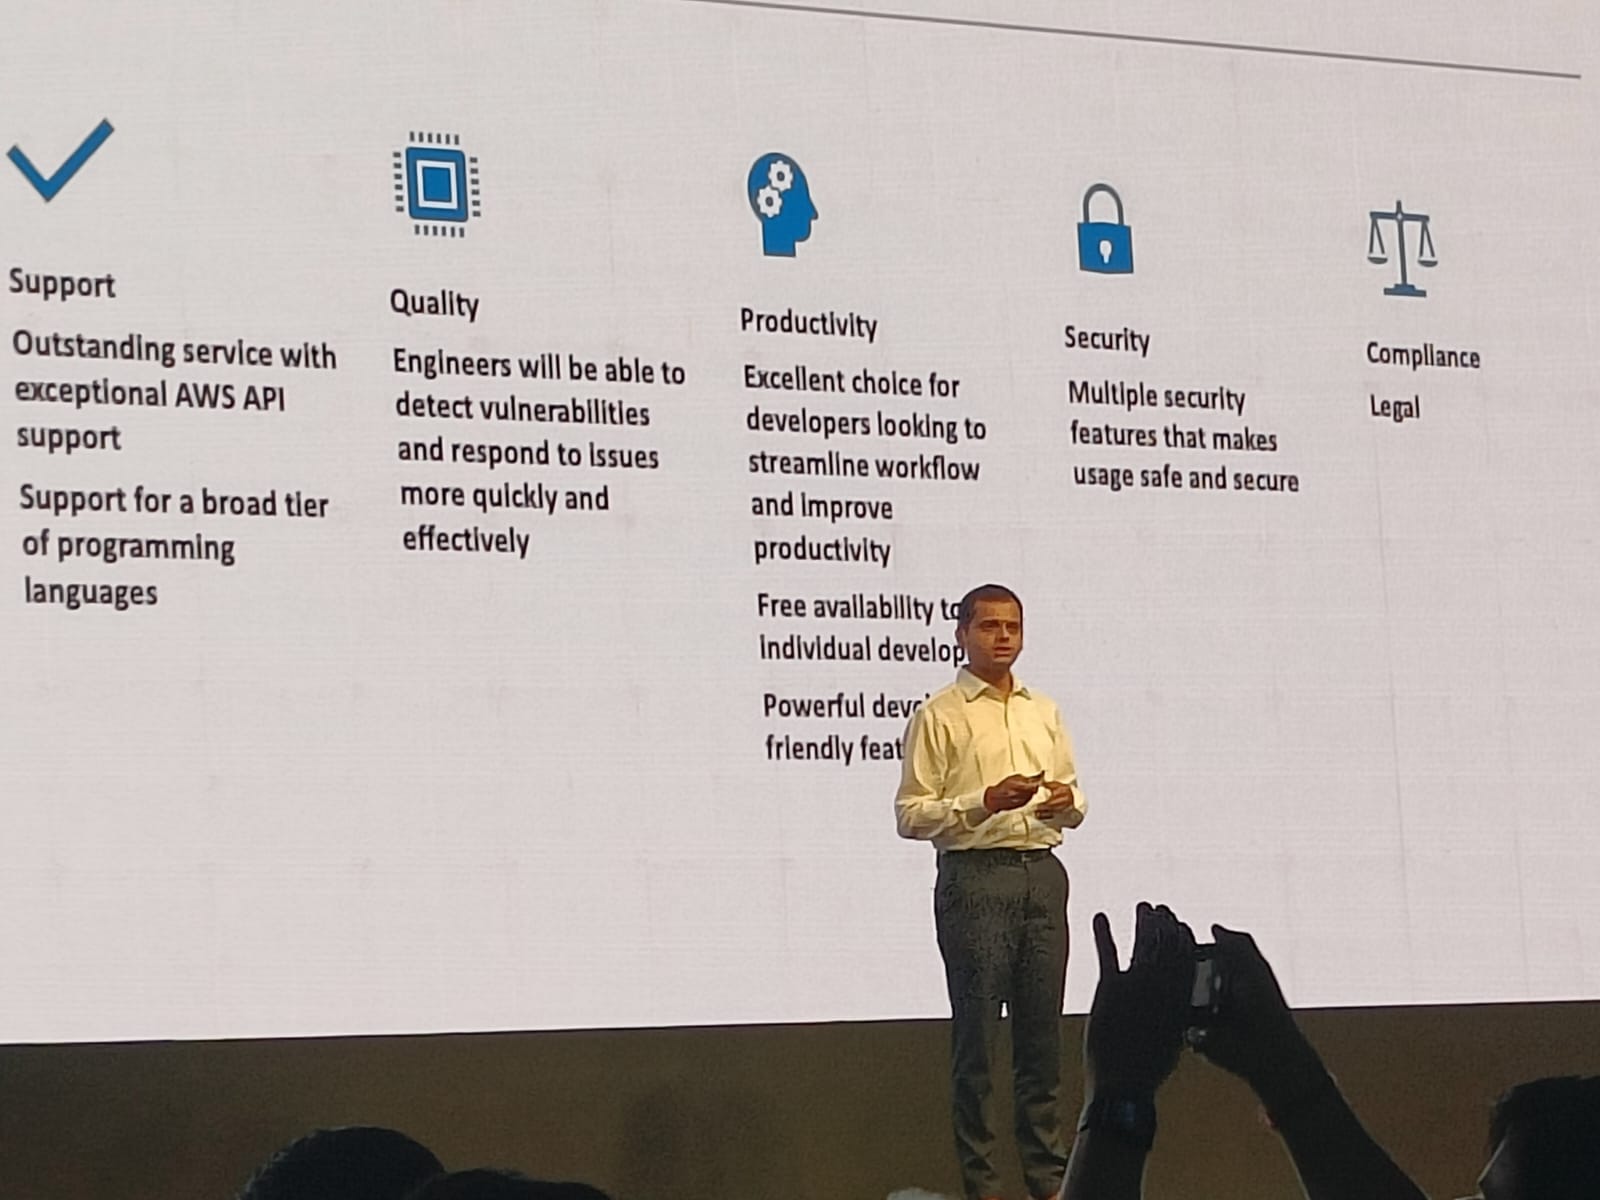 Support
Outstanding service with
exceptional AWS API
support
Support for a broad tier
of programming
languages
Quality
Engineers will be able to
detect vulnerabilities
and respond to issues
more quickly and
effectively
Productivity
Excellent choice for
developers looking to
streamline workflow
and improve
productivity
Free availability to
individual
Powerful
friendly
Security
Multiple security
features that makes
usage safe and secure
Compliance
Legal